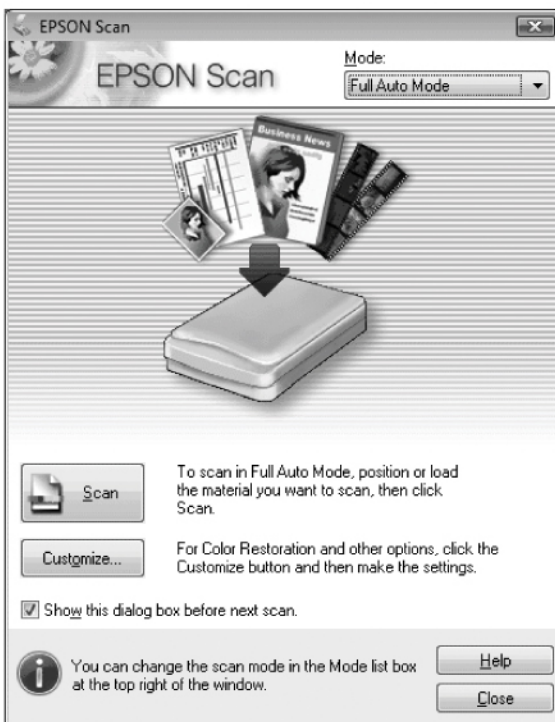 EPSON Scan
EPSON Scan
Mode:
Full Auto Mode
Business News
Scan
To scan in Full Auto Mode, position or load
the material you want to scan, then click
Scan.
Customize...
For Color Restoration and other options, click the
Customize button and then make the settings.
Show this dialog box before next scan.
You can change the scan mode in the Mode list box
at the top right of the window.
Help
Close